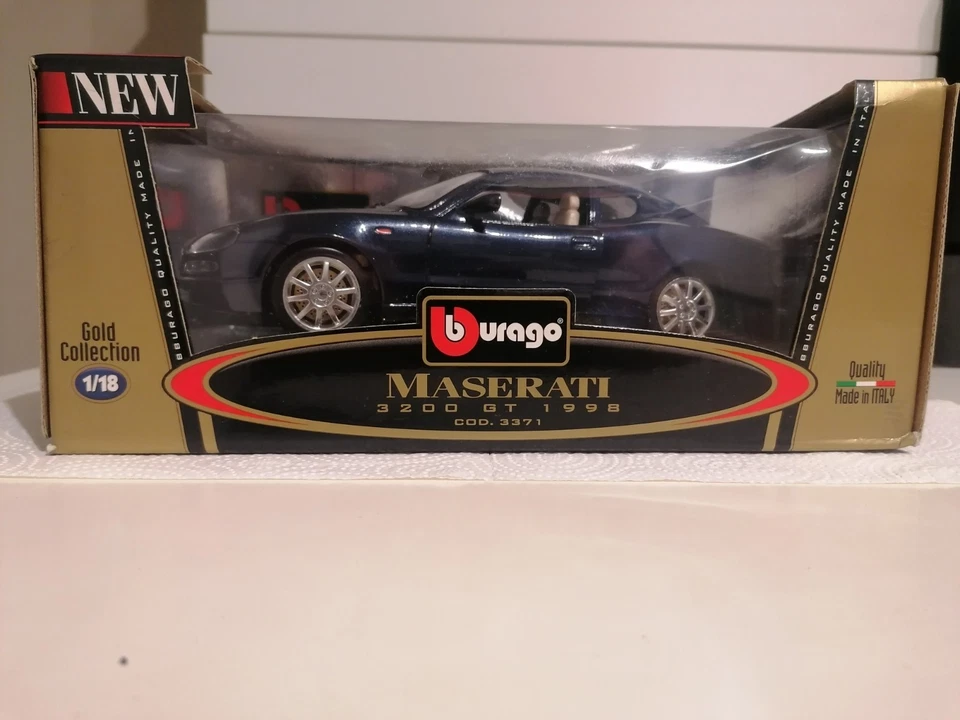 NEW
BBURAGO QUALITY MADE IN
BBURAGO QUALITY MADE IN ITALY
Gold
Collection
1/18
burago®
MASERATI
3200 GT 1998
COD. 3371
Quality
Made in ITALY